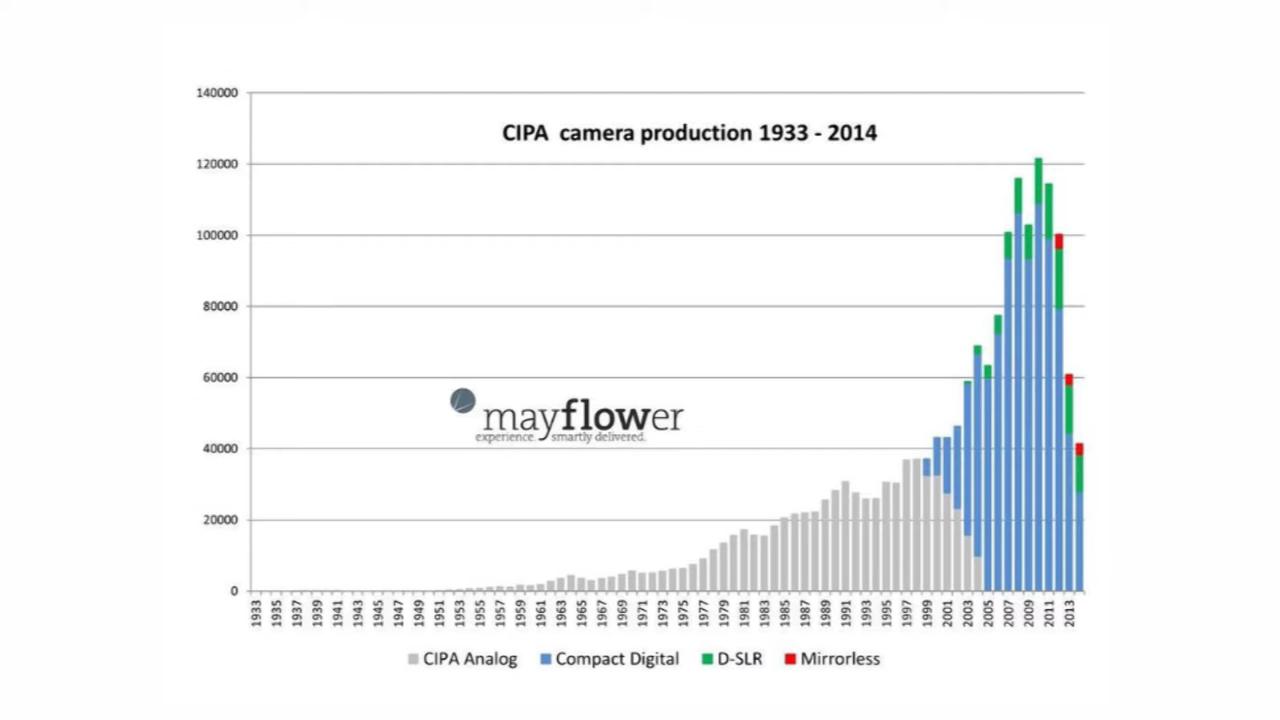 140000
CIPA camera production 1933 - 2014
120000
100000
80000
60000
mayflower
experience. smartly delivered.
40000
20000
0
1933 1935 1937 1939 1941 1943 1945 1947 1949 1951 1953 1955 1957 1959 1961 1963 1965 1967 1969 1971 1973 1975 1977 1979 1981 1983 1985 1987 1989 1991 1993 1995 1997 1999 2001 2003 2005 2007 2009 2011 2013
CIPA Analog Compact Digital D-SLR Mirrorless